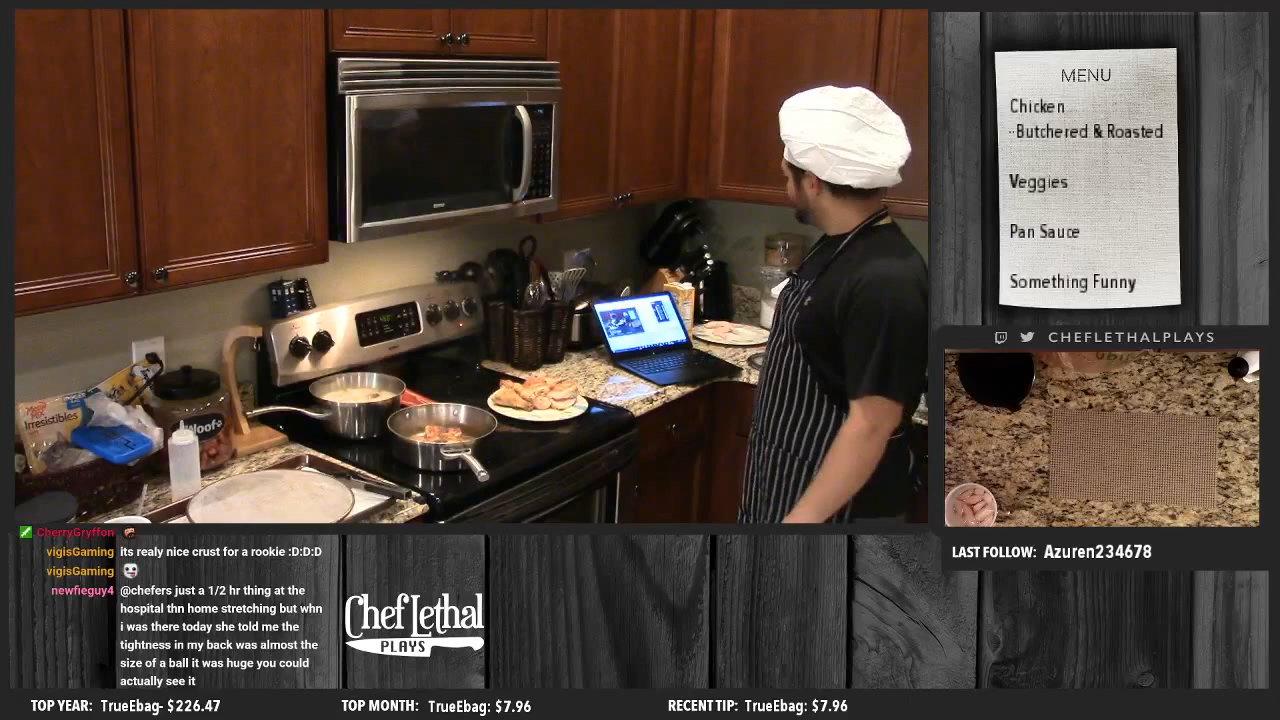 MENU
Chicken
-Butchered & Roasted
Veggies
Pan Sauce
Something Funny
CHEFLETHALPLAYS
Irresistibles
Woof
CherryGryffon
vigisGaming its realy nice crust for a rookie :D:D:D
vigisGaming
newfieguy4 @chefers just a 1/2 hr thing at the
hospital thn home stretching but whn
i was there today she told me the
tightness in my back was almost the
size of a ball it was huge you could
actually see it
Chef Lethal
PLAYS
LAST FOLLOW: Azuren234678
TOP YEAR: TrueEbag- $226.47
TOP MONTH: TrueEbag: $7.96
RECENT TIP: TrueEbag: $7.96